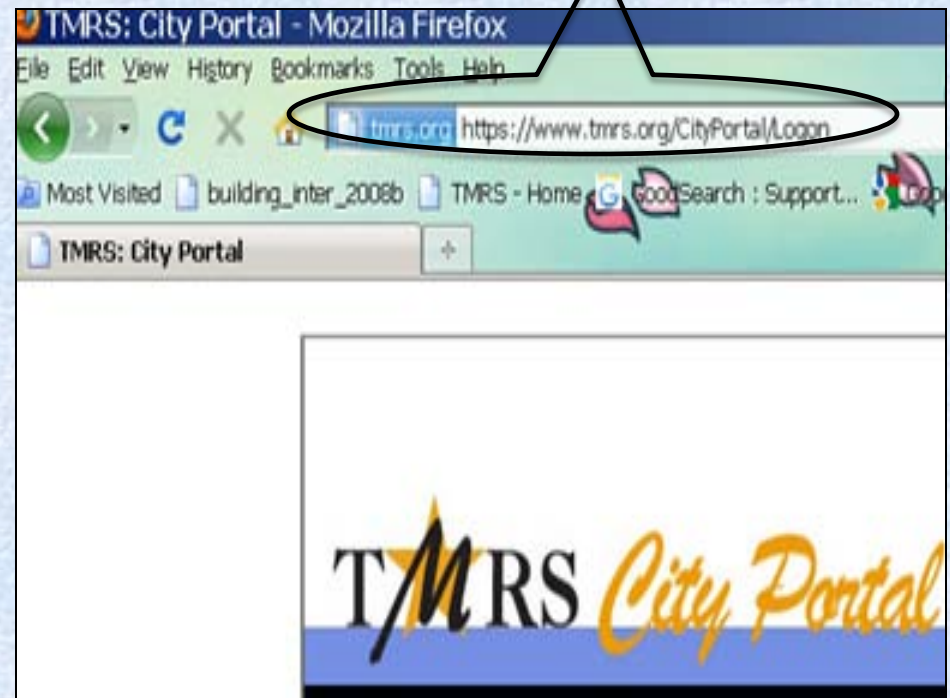 TMRS: City Portal - Mozilla Firefox
File Edit View History Bookmarks Tools Help
tmrs.org https://www.tmrs.org/CityPortal/Logon
Most Visited building_inter_2008b TMRS - Home GoodSearch : Support...
TMRS: City Portal
TMRS City Portal